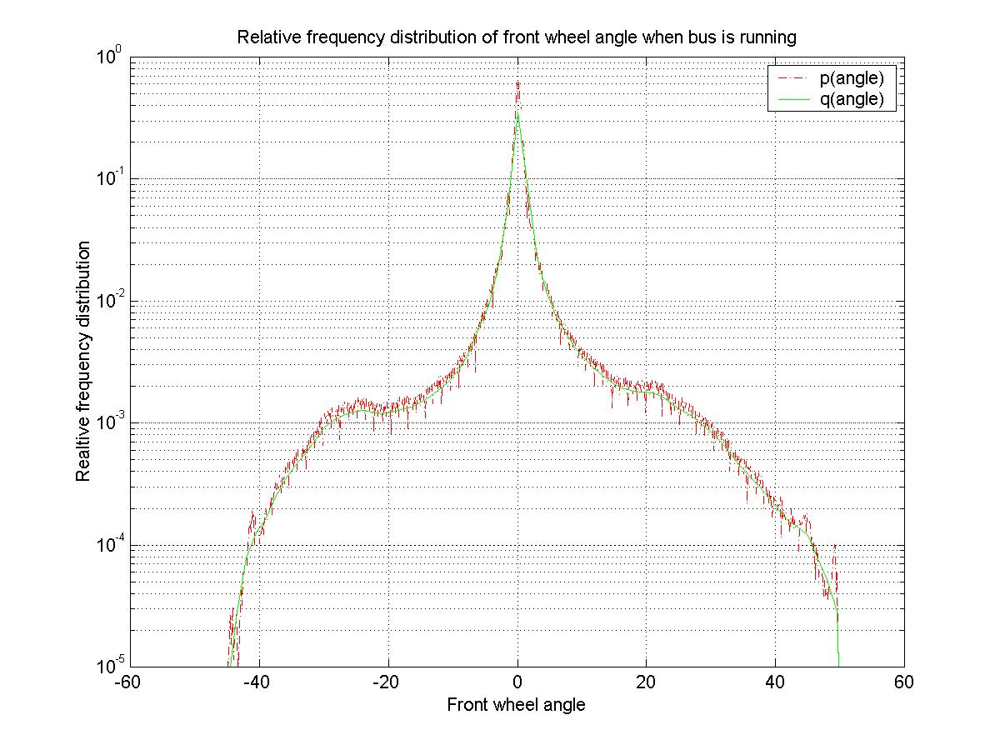 Relative frequency distribution of front wheel angle when bus is running
10^0
p(angle)
q(angle)
10^-1
10^-2
10^-3
10^-4
10^-5
Realtive frequency distribution
-60
-40
-20
0
20
40
60
Front wheel angle